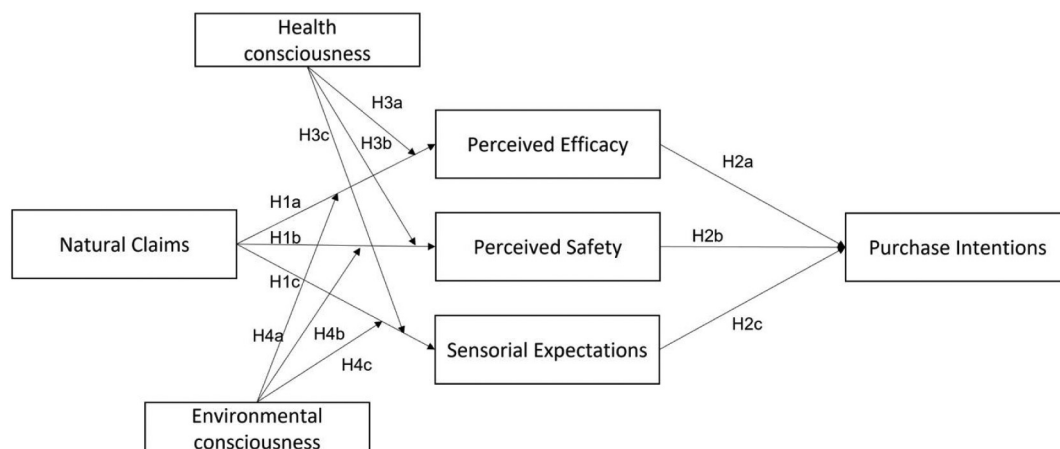 Health
consciousness
H3a
H3c
H3b
Perceived Efficacy
H2a
H1a
Natural Claims
H1b
Perceived Safety
H2b
Purchase Intentions
H1c
H4a
H4b
H4c
Sensorial Expectations
H2c
Environmental
consciousness